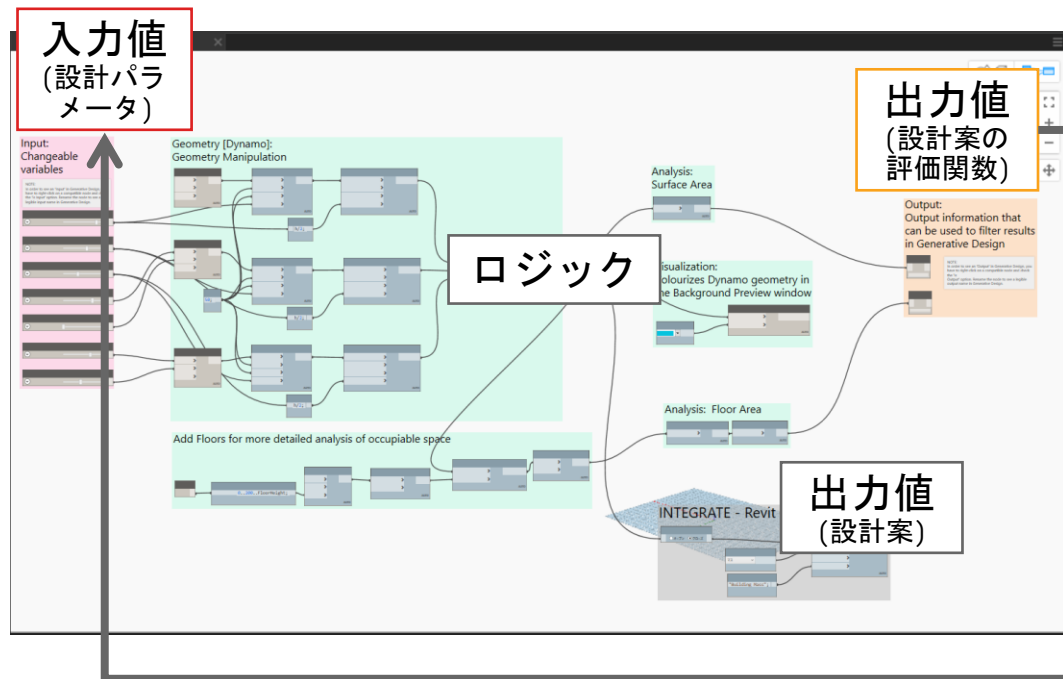 入力値
(設計パラ
メータ)
出力値
(設計案の
評価関数)
Input:
Changeable
variables
Geometry [Dynamo]:
Geometry Manipulation
Analysis:
Surface Area
Output:
Output information that
can be used to filter results
in Generative Design
ロジック
Visualization:
Colourizes Dynamo geometry in
the Background Preview window
Analysis: Floor Area
Add Floors for more detailed analysis of occupiable space
出力値
(設計案)
INTEGRATE - Revit